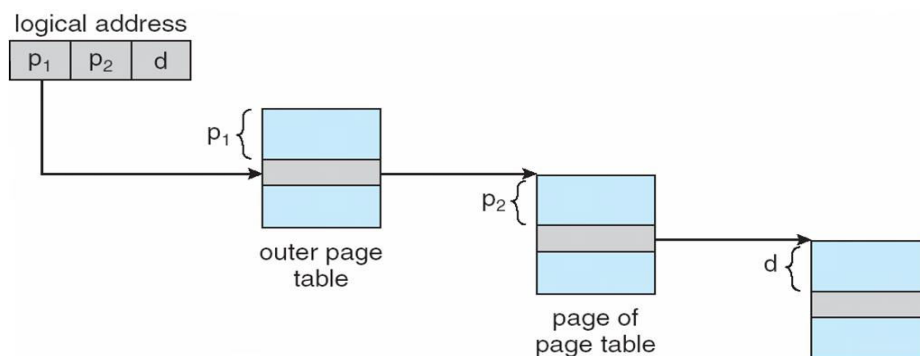 logical address
p₁ p₂ d
p₁
p₂
d
outer page
table
page of
page table